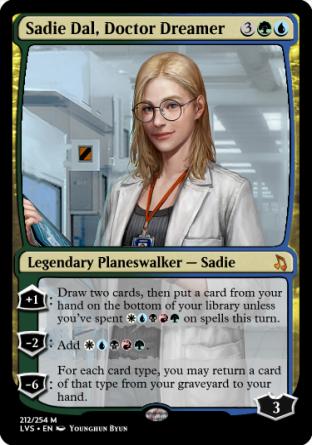 Sadie Dal, Doctor Dreamer 3
Legendary Planeswalker — Sadie
+1: Draw two cards, then put a card from your
hand on the bottom of your library unless
you've spent on spells this turn.
-2: Add .
-6: For each card type, you may return a card
of that type from your graveyard to your
hand.
3
212/254 M
LVS • EN Younghun Byun